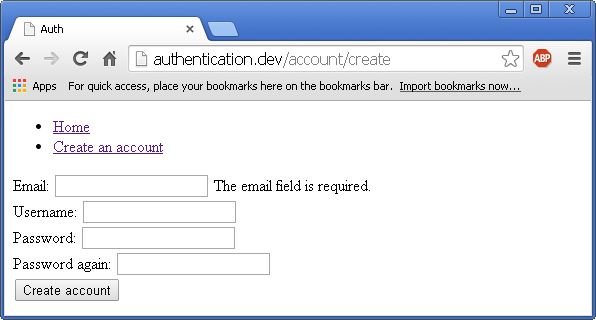 Auth
authentication.dev/account/create
ABP
Apps For quick access, place your bookmarks here on the bookmarks bar. Import bookmarks now...
Home
Create an account
Email: The email field is required.
Username:
Password:
Password again:
Create account